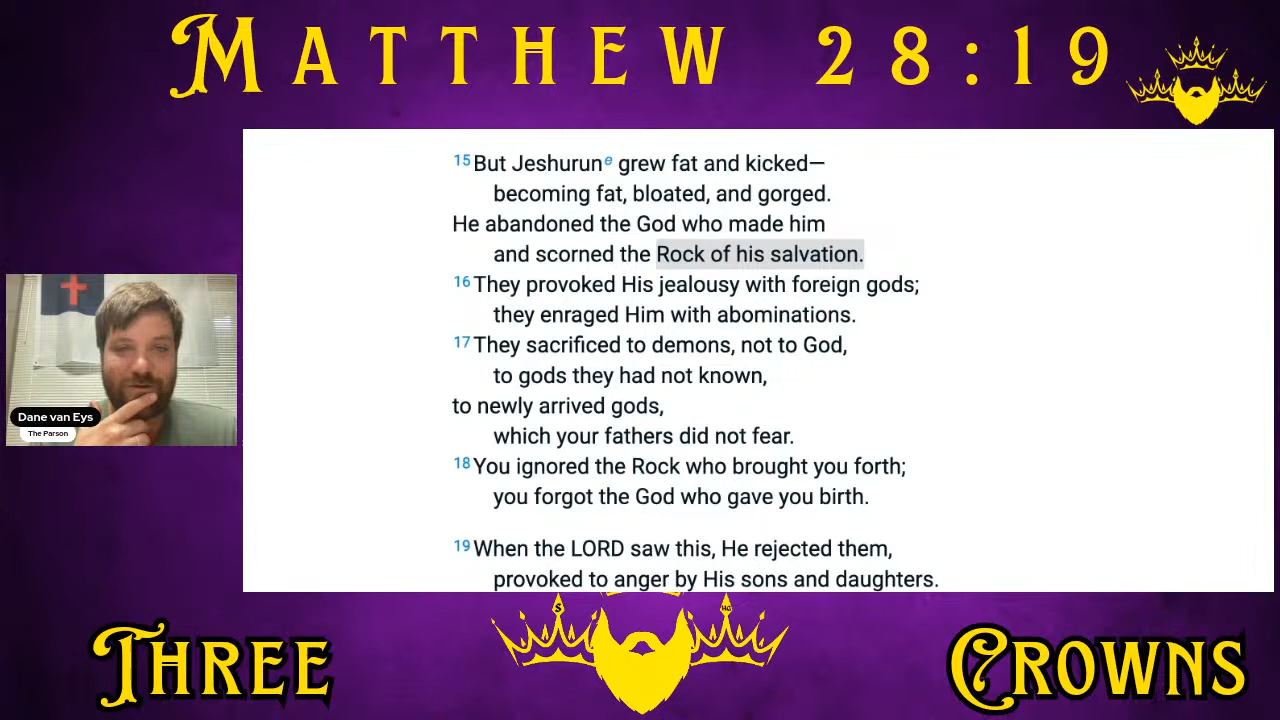 MATTHEW 28:19
15 But Jeshurun e grew fat and kicked—
becoming fat, bloated, and gorged.
He abandoned the God who made him
and scorned the Rock of his salvation.
16 They provoked His jealousy with foreign gods;
they enraged Him with abominations.
17 They sacrificed to demons, not to God,
to gods they had not known,
to newly arrived gods,
which your fathers did not fear.
18 You ignored the Rock who brought you forth;
you forgot the God who gave you birth.
19 When the LORD saw this, He rejected them,
provoked to anger by His sons and daughters.
Dane van Eys
The Parson
S HG
THREE CROWNS